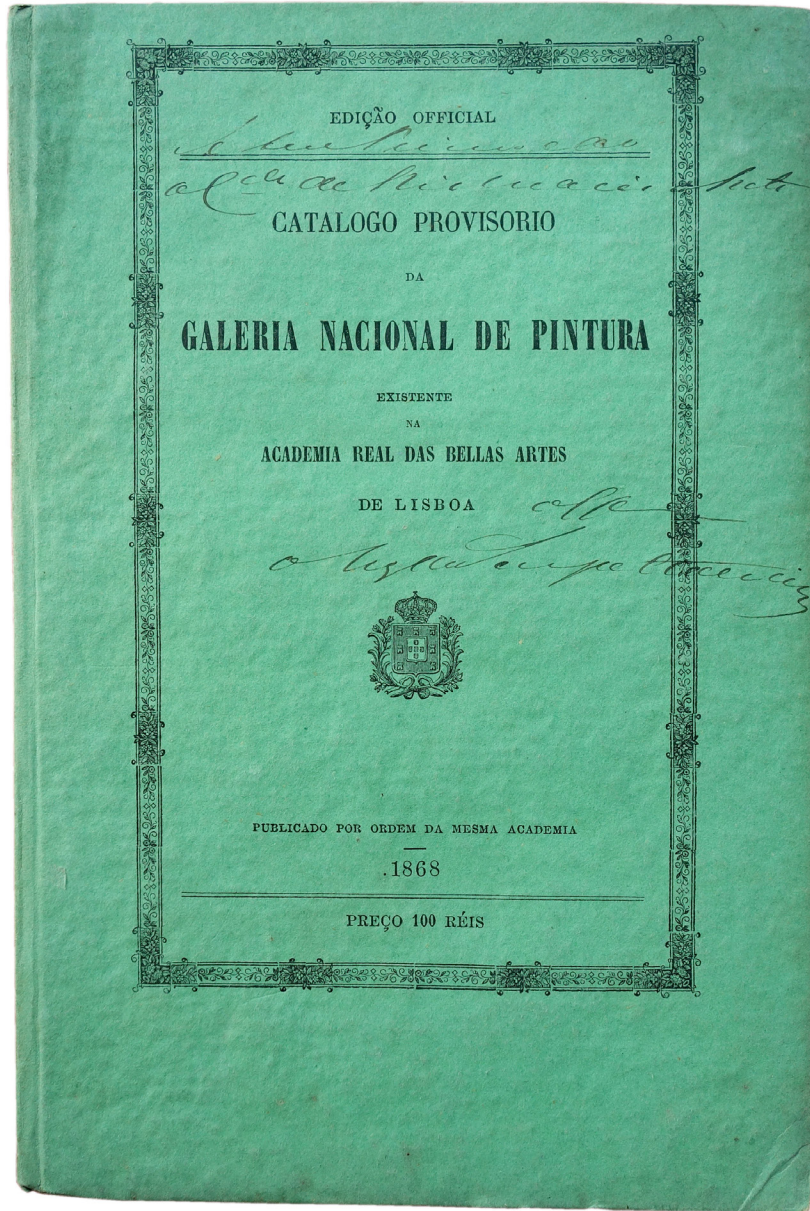 EDIÇÃO OFFICIAL
CATALOGO PROVISORIO
DA
GALERIA NACIONAL DE PINTURA
EXISTENTE
NA
ACADEMIA REAL DAS BELLAS ARTES
DE LISBOA
PUBLICADO POR ORDEM DA MESMA ACADEMIA
1868
PREÇO 100 RÉIS